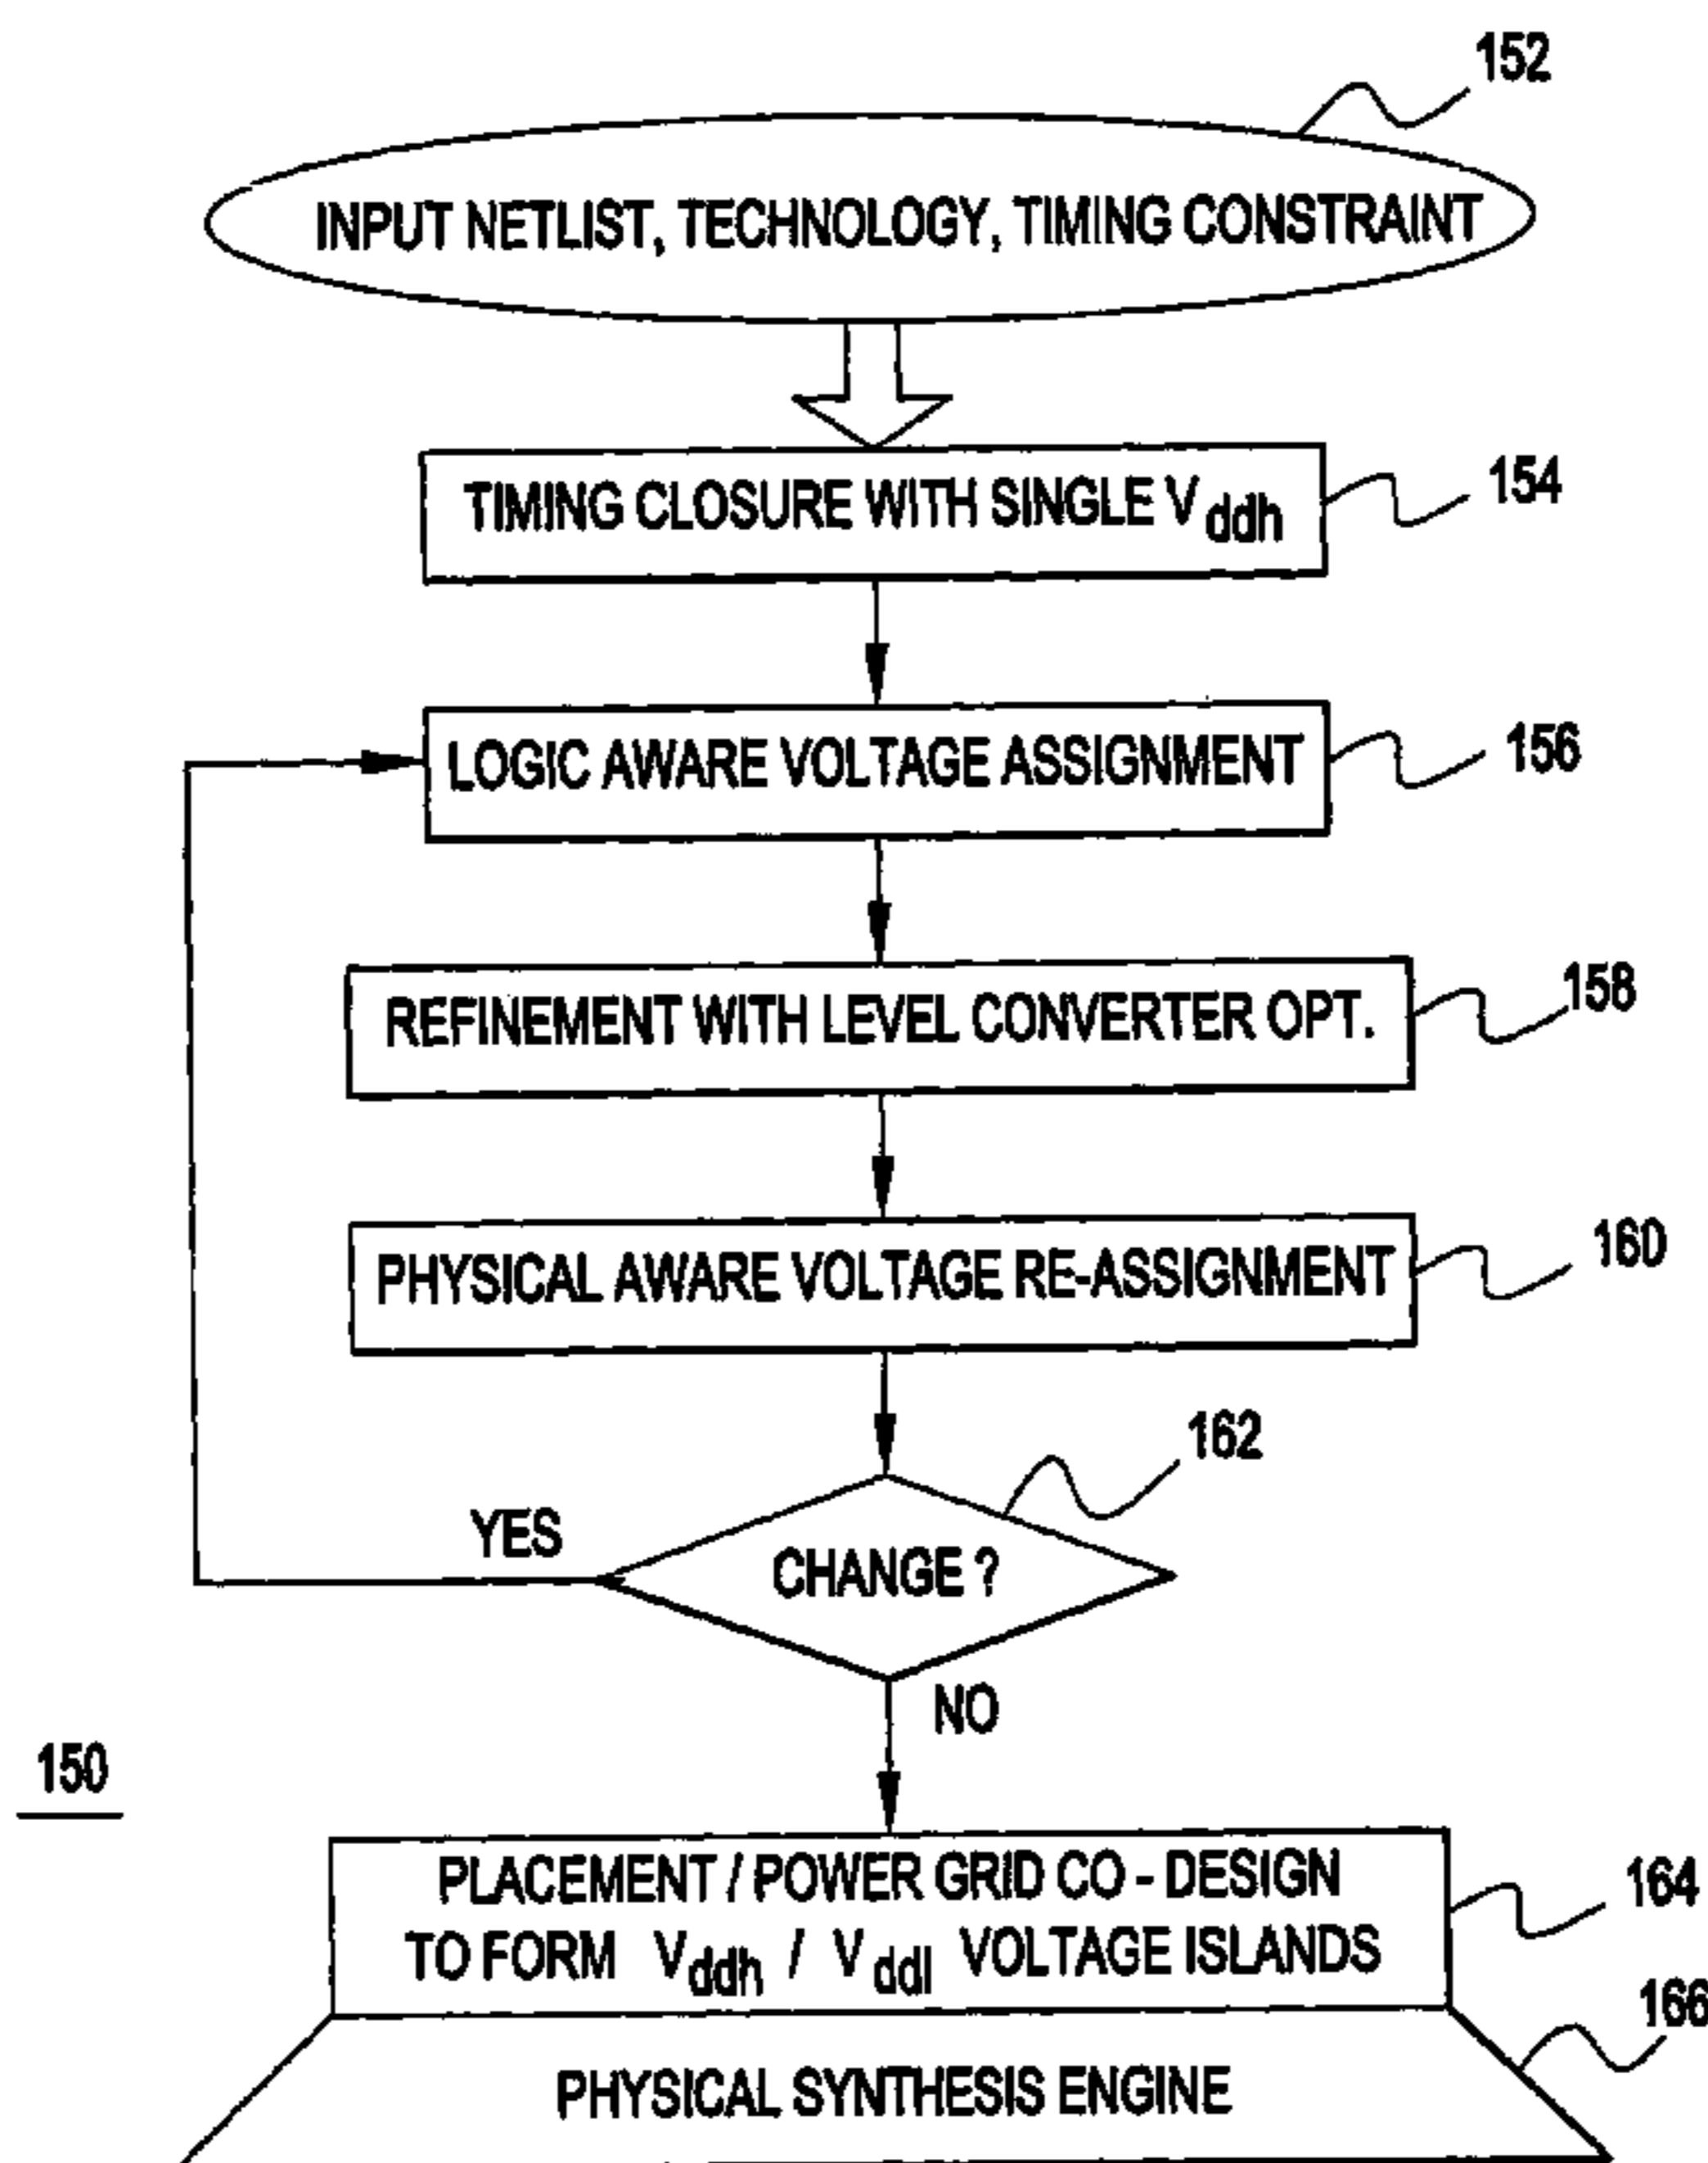 152
INPUT NETLIST, TECHNOLOGY, TIMING CONSTRAINT
TIMING CLOSURE WITH SINGLE Vddh
154
LOGIC AWARE VOLTAGE ASSIGNMENT
156
REFINEMENT WITH LEVEL CONVERTER OPT.
158
PHYSICAL AWARE VOLTAGE RE-ASSIGNMENT
160
162
YES
CHANGE ?
NO
150
PLACEMENT / POWER GRID CO - DESIGN
TO FORM Vddh / Vddl VOLTAGE ISLANDS
164
166
PHYSICAL SYNTHESIS ENGINE